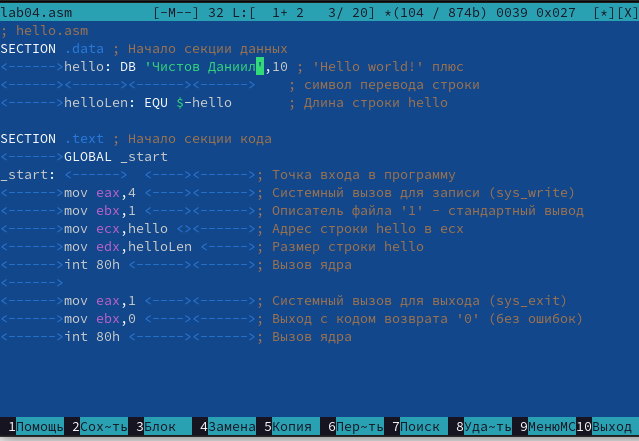 lab04.asm [-M--] 32 L:[ 1+ 2 3/ 20] *(104 / 874b) 0039 0x027 [*][X]
; hello.asm
SECTION .data ; Начало секции данных
<------>hello: DB 'Чистов Даниил',10 ; 'Hello world!' плюс
<------><------><------><------> ; символ перевода строки
<------>helloLen: EQU $-hello ; Длина строки hello
SECTION .text ; Начало секции кода
<------>GLOBAL _start
_start: <------> <----><------>; Точка входа в программу
<------>mov eax,4 <----><------>; Системный вызов для записи (sys_write)
<------>mov ebx,1 <----><------>; Описатель файла '1' - стандартный вывод
<------>mov ecx,hello <-><------>; Адрес строки hello в ecx
<------>mov edx,helloLen <------>; Размер строки hello
<------>int 80h <------><------>; Вызов ядра
<------>
<------>mov eax,1 <----><------>; Системный вызов для выхода (sys_exit)
<------>mov ebx,0 <----><------>; Выход с кодом возврата '0' (без ошибок)
<------>int 80h <------><------>; Вызов ядра
1Помощь 2Сох~ть 3Блок 4Замена 5Копия 6Пер~ть 7Поиск 8Уда~ть 9МенюMC 10Выход